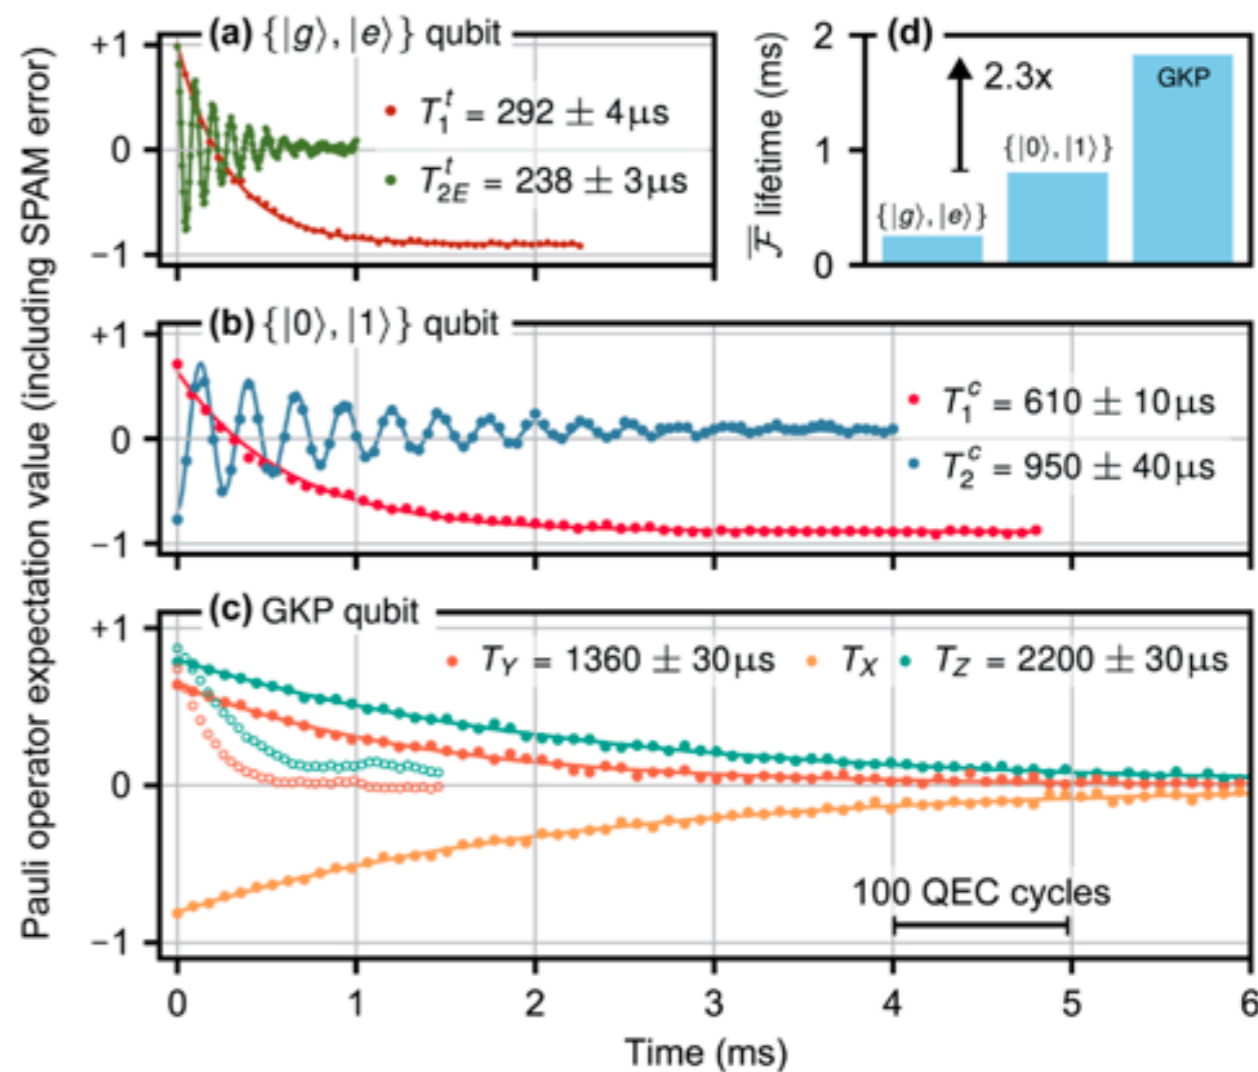 Pauli operator expectation value (including SPAM error)
(a) {|g⟩, |e⟩} qubit
+1
0
−1
T₁ᵗ = 292 ± 4μs
T₂Eᵗ = 238 ± 3μs
(d)
F̅ lifetime (ms)
2
1
0
2.3x
{|g⟩, |e⟩}
{|0⟩, |1⟩}
GKP
(b) {|0⟩, |1⟩} qubit
+1
0
−1
T₁ᶜ = 610 ± 10μs
T₂ᶜ = 950 ± 40μs
(c) GKP qubit
+1
0
−1
T_Y = 1360 ± 30μs T_X T_Z = 2200 ± 30μs
100 QEC cycles
0 1 2 3 4 5 6
Time (ms)